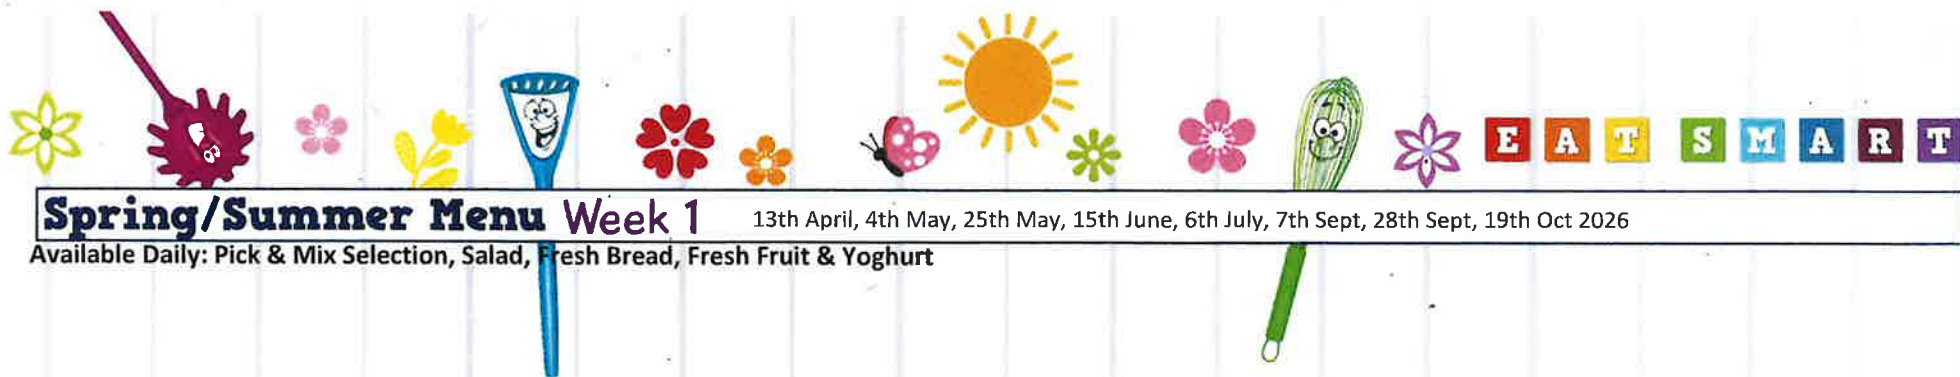 EAT SMART
Spring/Summer Menu Week 1 13th April, 4th May, 25th May, 15th June, 6th July, 7th Sept, 28th Sept, 19th Oct 2026
Available Daily: Pick & Mix Selection, Salad, Fresh Bread, Fresh Fruit & Yoghurt